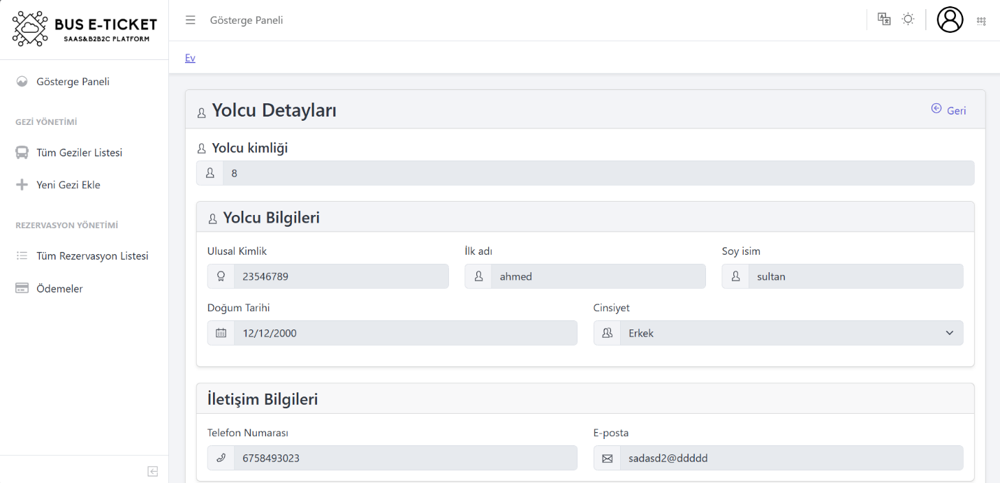 BUS E-TICKET
SAAS&B2B2C PLATFORM
Gösterge Paneli
Ev
Gösterge Paneli
GEZİ YÖNETİMİ
Tüm Geziler Listesi
Yeni Gezi Ekle
REZERVASYON YÖNETİMİ
Tüm Rezervasyon Listesi
Ödemeler
Yolcu Detayları
Geri
Yolcu kimliği
8
Yolcu Bilgileri
Ulusal Kimlik İlk adı Soy isim
23546789 ahmed sultan
Doğum Tarihi Cinsiyet
12/12/2000 Erkek
İletişim Bilgileri
Telefon Numarası E-posta
6758493023 sadasd2@ddddd